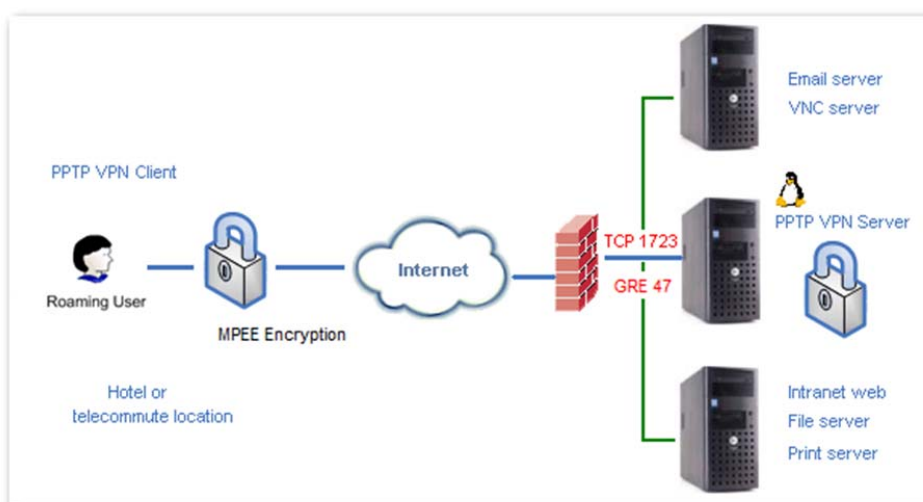 Email server
VNC server
PPTP VPN Client
PPTP VPN Server
TCP 1723
Internet
GRE 47
Roaming User
MPEE Encryption
Hotel or
telecommute location
Intranet web
File server
Print server